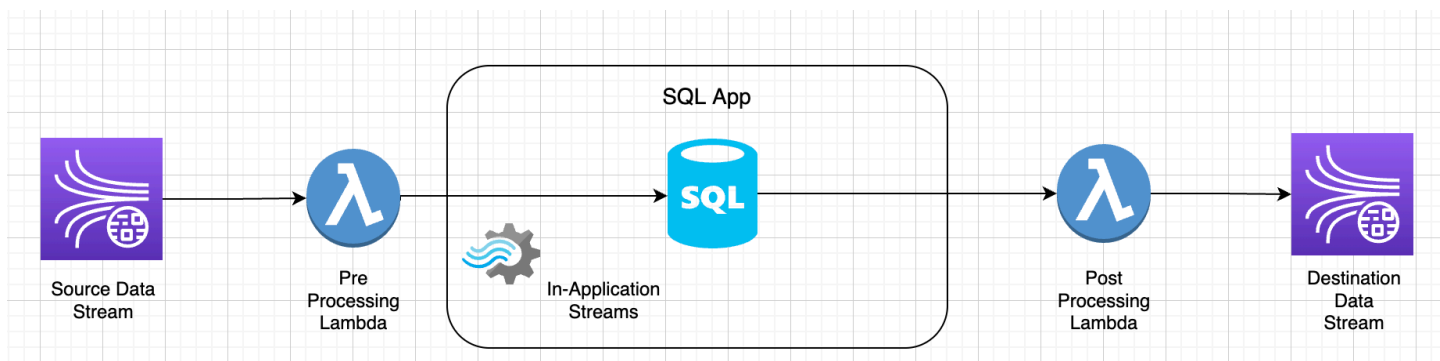 SQL App
SQL
Source Data
Stream
Pre
Processing
Lambda
In-Application
Streams
Post
Processing
Lambda
Destination
Data
Stream